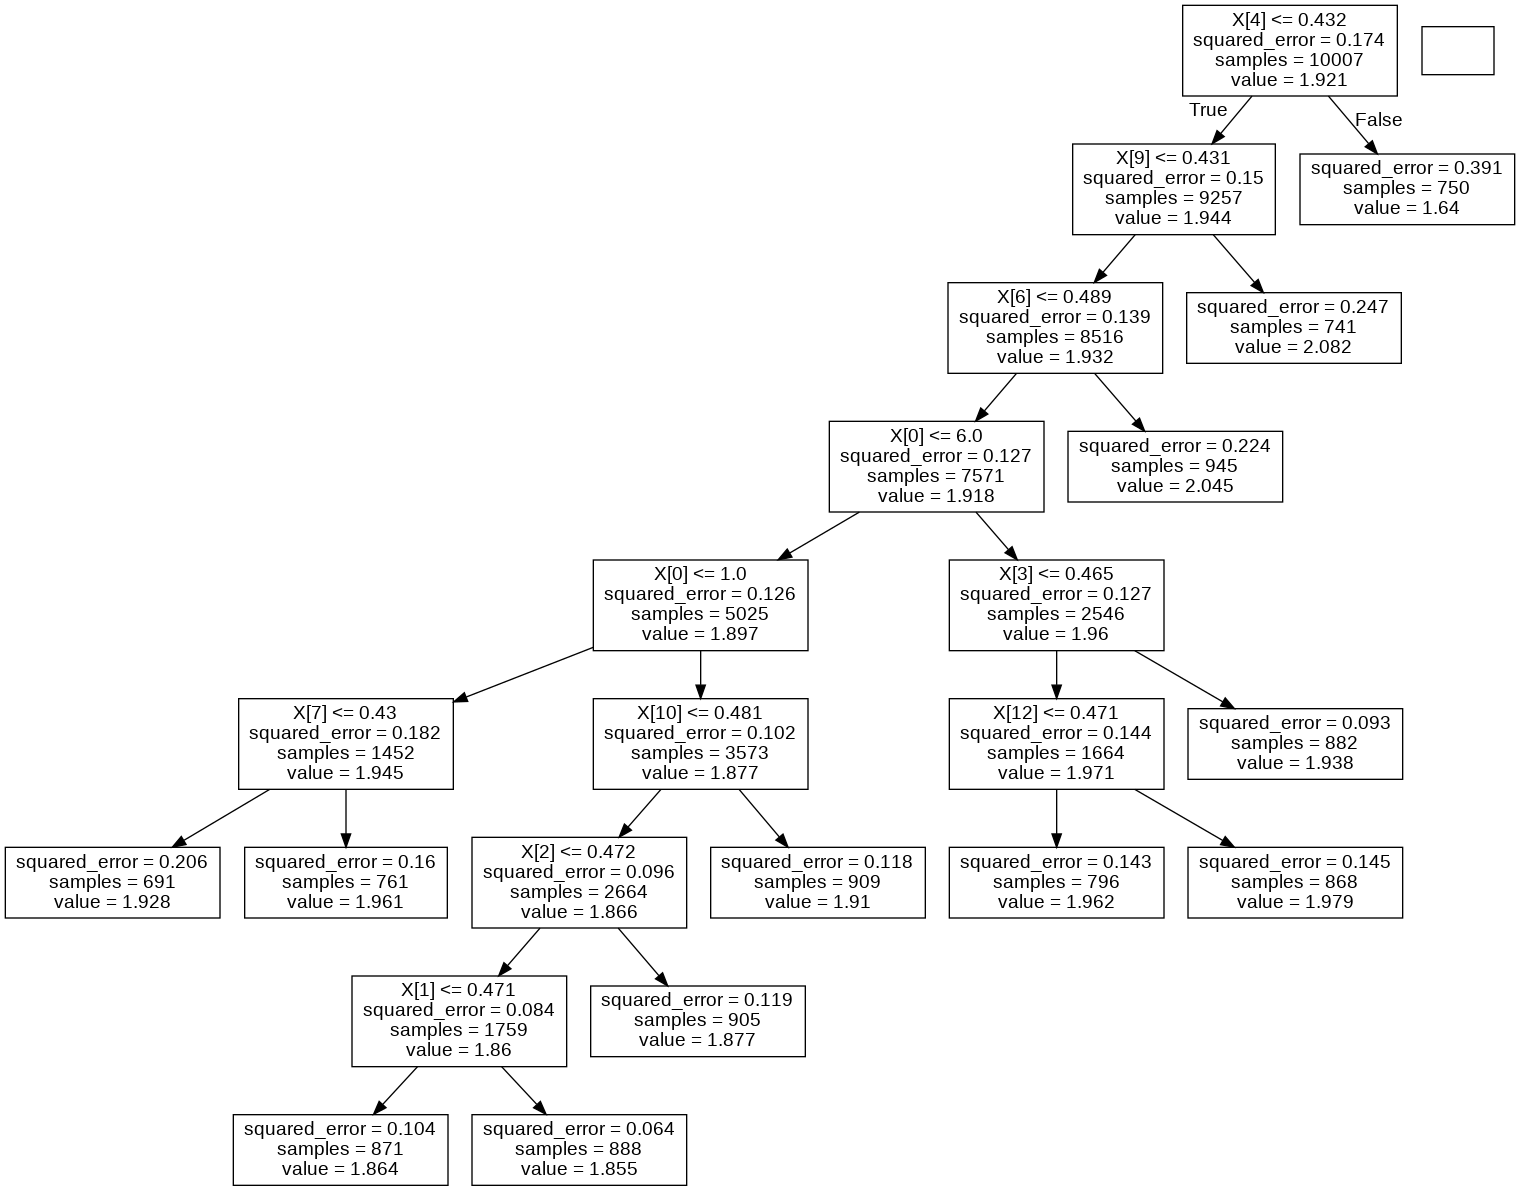 X[4] <= 0.432
squared_error = 0.174
samples = 10007
value = 1.921
True
False
X[9] <= 0.431
squared_error = 0.15
samples = 9257
value = 1.944
squared_error = 0.391
samples = 750
value = 1.64
X[6] <= 0.489
squared_error = 0.139
samples = 8516
value = 1.932
squared_error = 0.247
samples = 741
value = 2.082
X[0] <= 6.0
squared_error = 0.127
samples = 7571
value = 1.918
squared_error = 0.224
samples = 945
value = 2.045
X[0] <= 1.0
squared_error = 0.126
samples = 5025
value = 1.897
X[3] <= 0.465
squared_error = 0.127
samples = 2546
value = 1.96
X[7] <= 0.43
squared_error = 0.182
samples = 1452
value = 1.945
X[10] <= 0.481
squared_error = 0.102
samples = 3573
value = 1.877
X[12] <= 0.471
squared_error = 0.144
samples = 1664
value = 1.971
squared_error = 0.093
samples = 882
value = 1.938
squared_error = 0.206
samples = 691
value = 1.928
squared_error = 0.16
samples = 761
value = 1.961
X[2] <= 0.472
squared_error = 0.096
samples = 2664
value = 1.866
squared_error = 0.118
samples = 909
value = 1.91
squared_error = 0.143
samples = 796
value = 1.962
squared_error = 0.145
samples = 868
value = 1.979
X[1] <= 0.471
squared_error = 0.084
samples = 1759
value = 1.86
squared_error = 0.119
samples = 905
value = 1.877
squared_error = 0.104
samples = 871
value = 1.864
squared_error = 0.064
samples = 888
value = 1.855